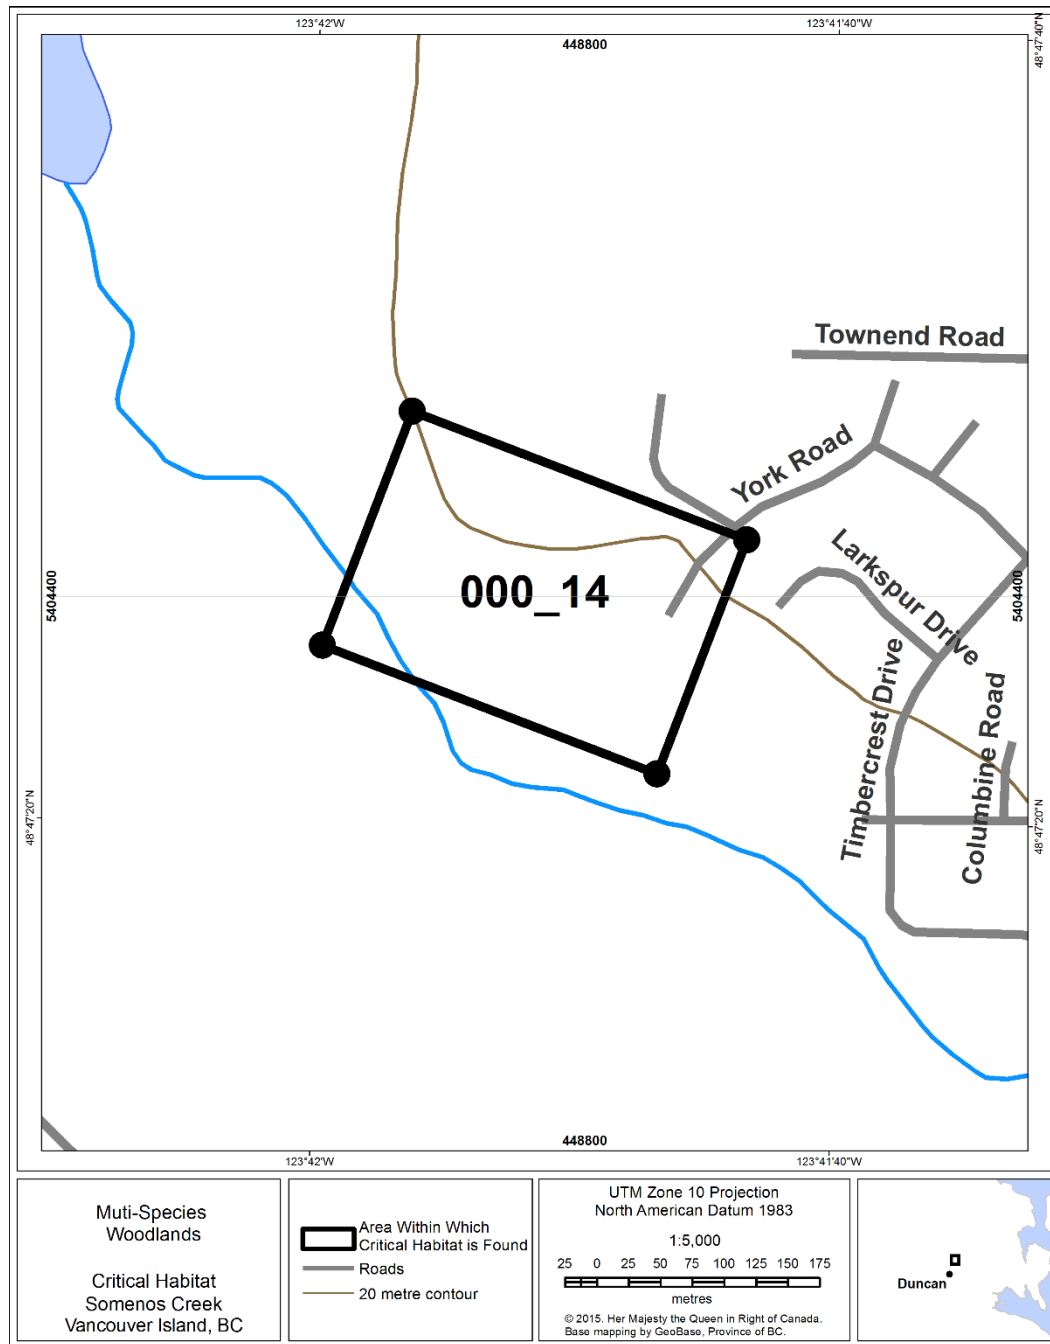 123°42'W
123°41'40"W
448800
48°47'40"N
Townend Road
York Road
Larkspur Drive
000_14
5404400
5404400
Timbercrest Drive
Columbine Road
48°47'20"N
48°47'20"N
448800
123°42'W
123°41'40"W
Muti-Species
Woodlands
Critical Habitat
Somenos Creek
Vancouver Island, BC
Area Within Which
Critical Habitat is Found
Roads
20 metre contour
UTM Zone 10 Projection
North American Datum 1983
1:5,000
25 0 25 50 75 100 125 150 175
metres
© 2015. Her Majesty the Queen in Right of Canada.
Base mapping by GeoBase, Province of BC.
Duncan